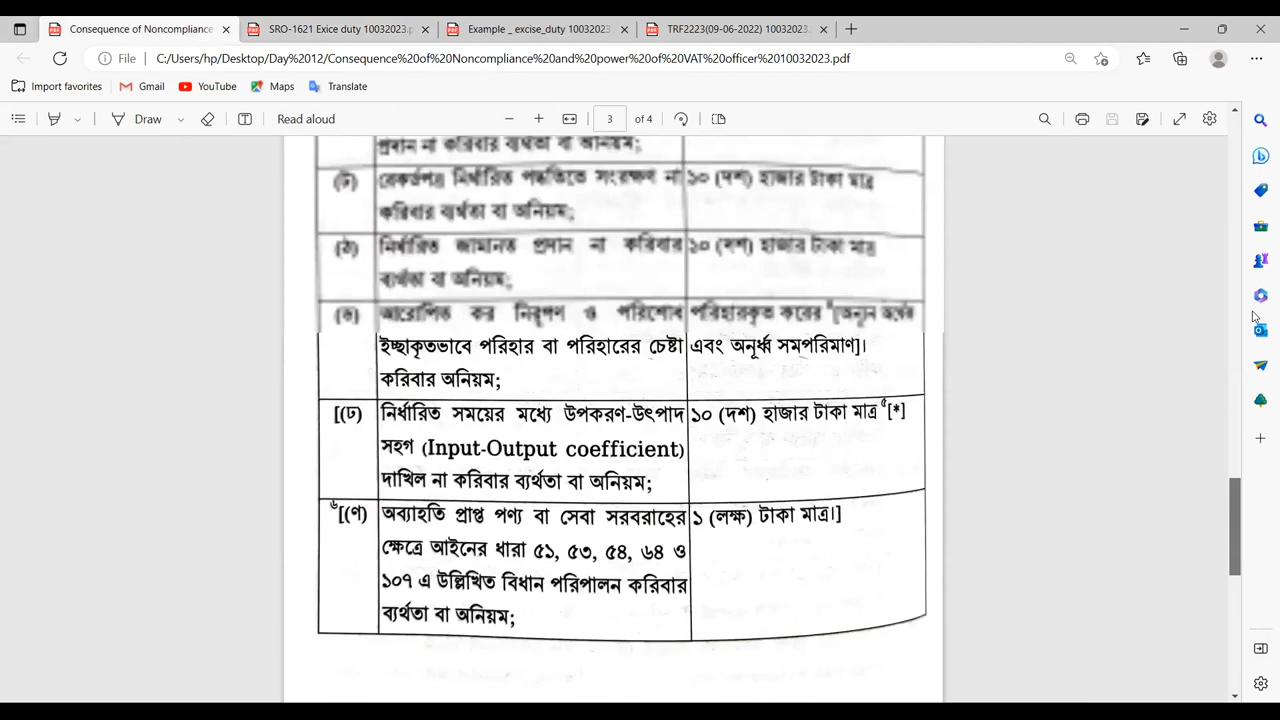 Consequence of Noncompliance
SRO-1621 Exice duty 10032023.p
Example _ excise_duty 10032023
TRF2223(09-06-2022) 10032023.
File
C:/Users/hp/Desktop/Day%2012/Consequence%20of%20Noncompliance%20and%20power%20of%20VAT%20officer%2010032023.pdf
Import favorites
Gmail
YouTube
Maps
Translate
Draw
Read aloud
3
of 4
প্রদান না করিবার ব্যর্থতা বা অনিয়ম;
(ট) রেকর্ডপত্র নির্ধারিত পদ্ধতিতে সংরক্ষণ না ১০ (দশ) হাজার টাকা মাত্র
করিবার ব্যর্থতা বা অনিয়ম;
(ঠ) নির্ধারিত জামানত প্রদান না করিবার ১০ (দশ) হাজার টাকা মাত্র
ব্যর্থতা বা অনিয়ম;
আরোপিত কর নিরূপণ ও পরিশোধ পরিহারকৃত করের [অন্যূন অর্ধেক
ইচ্ছাকৃতভাবে পরিহার বা পরিহারের চেষ্টা এবং অনূর্ধ্ব সমপরিমাণ]।
করিবার অনিয়ম;
[(ঢ) নির্ধারিত সময়ের মধ্যে উপকরণ-উৎপাদ ১০ (দশ) হাজার টাকা মাত্র ৫[*]
সহগ (Input-Output coefficient)
দাখিল না করিবার ব্যর্থতা বা অনিয়ম;
৬[(ণ) অব্যাহতি প্রাপ্ত পণ্য বা সেবা সরবরাহের ১ (লক্ষ) টাকা মাত্র।]
ক্ষেত্রে আইনের ধারা ৫১, ৫৩, ৫৪, ৬৪ ও
১০৭ এ উল্লিখিত বিধান পরিপালন করিবার
ব্যর্থতা বা অনিয়ম;